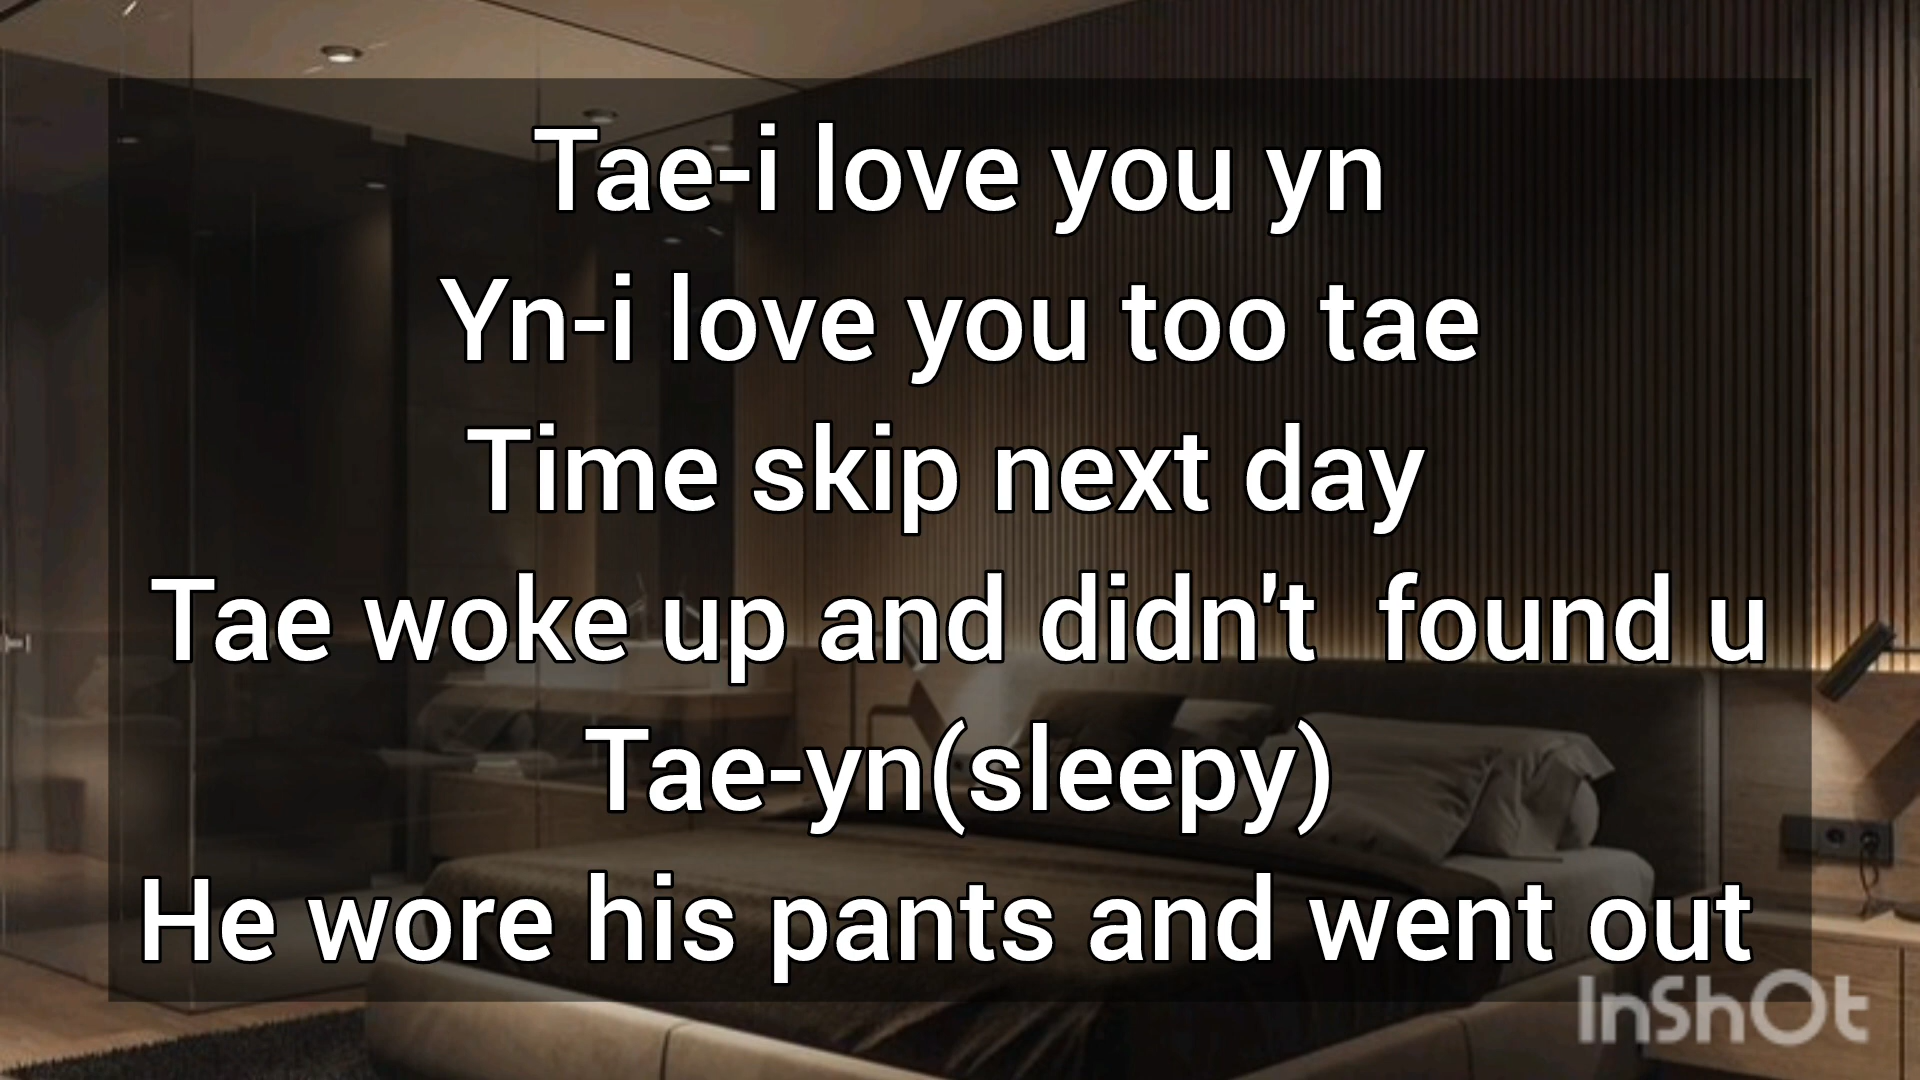 Tae-i love you yn
Yn-i love you too tae
Time skip next day
Tae woke up and didn't  found u
Tae-yn(sleepy)
He wore his pants and went out
InShOt